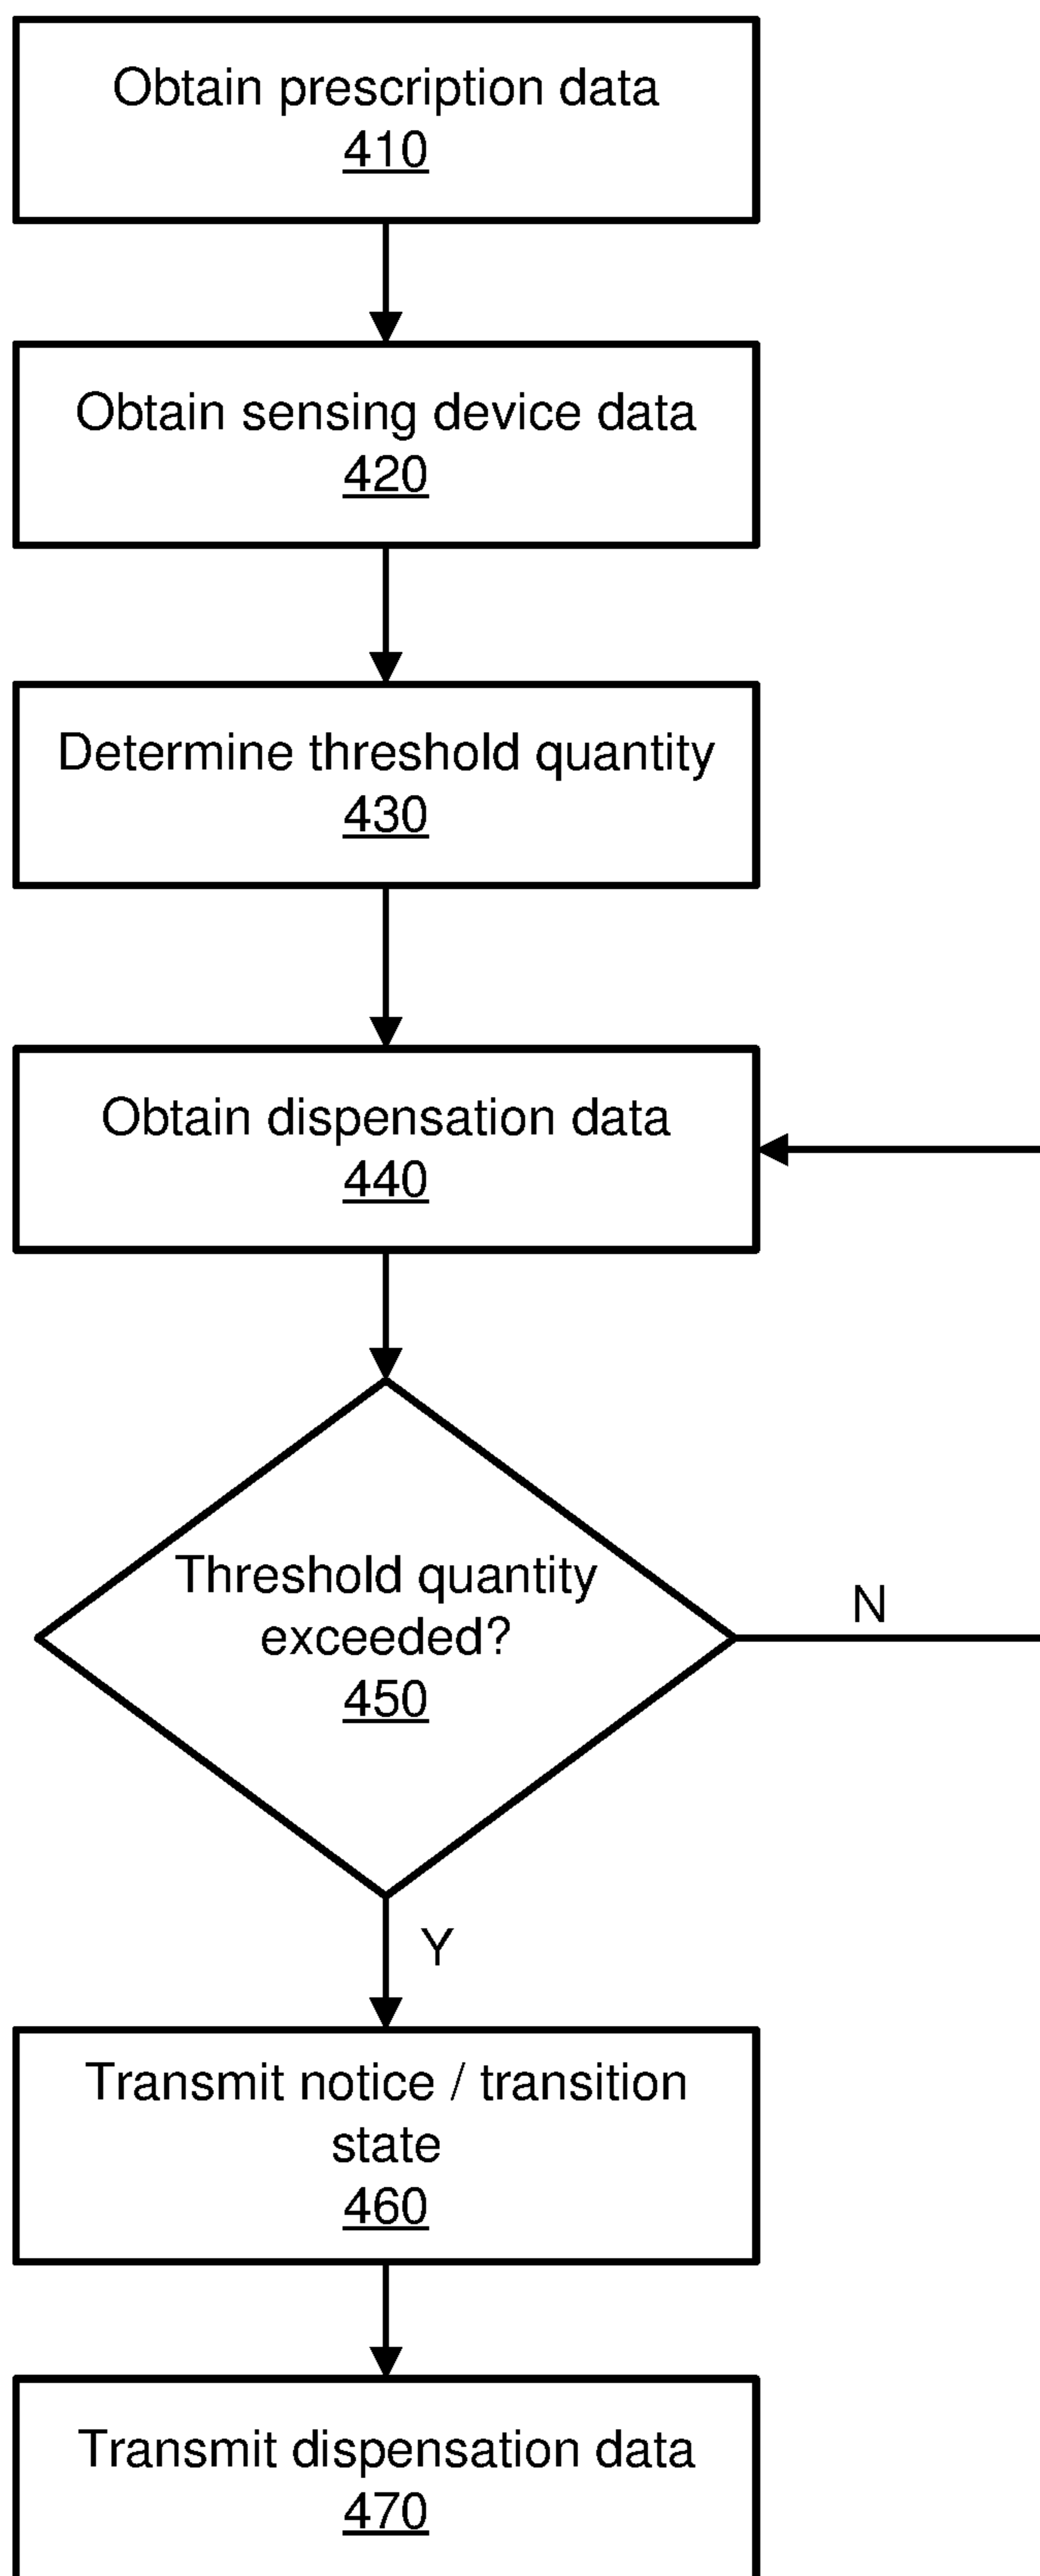 Obtain prescription data
410
Obtain sensing device data
420
Determine threshold quantity
430
Obtain dispensation data
440
Threshold quantity
exceeded?
450
N
Y
Transmit notice / transition
state
460
Transmit dispensation data
470